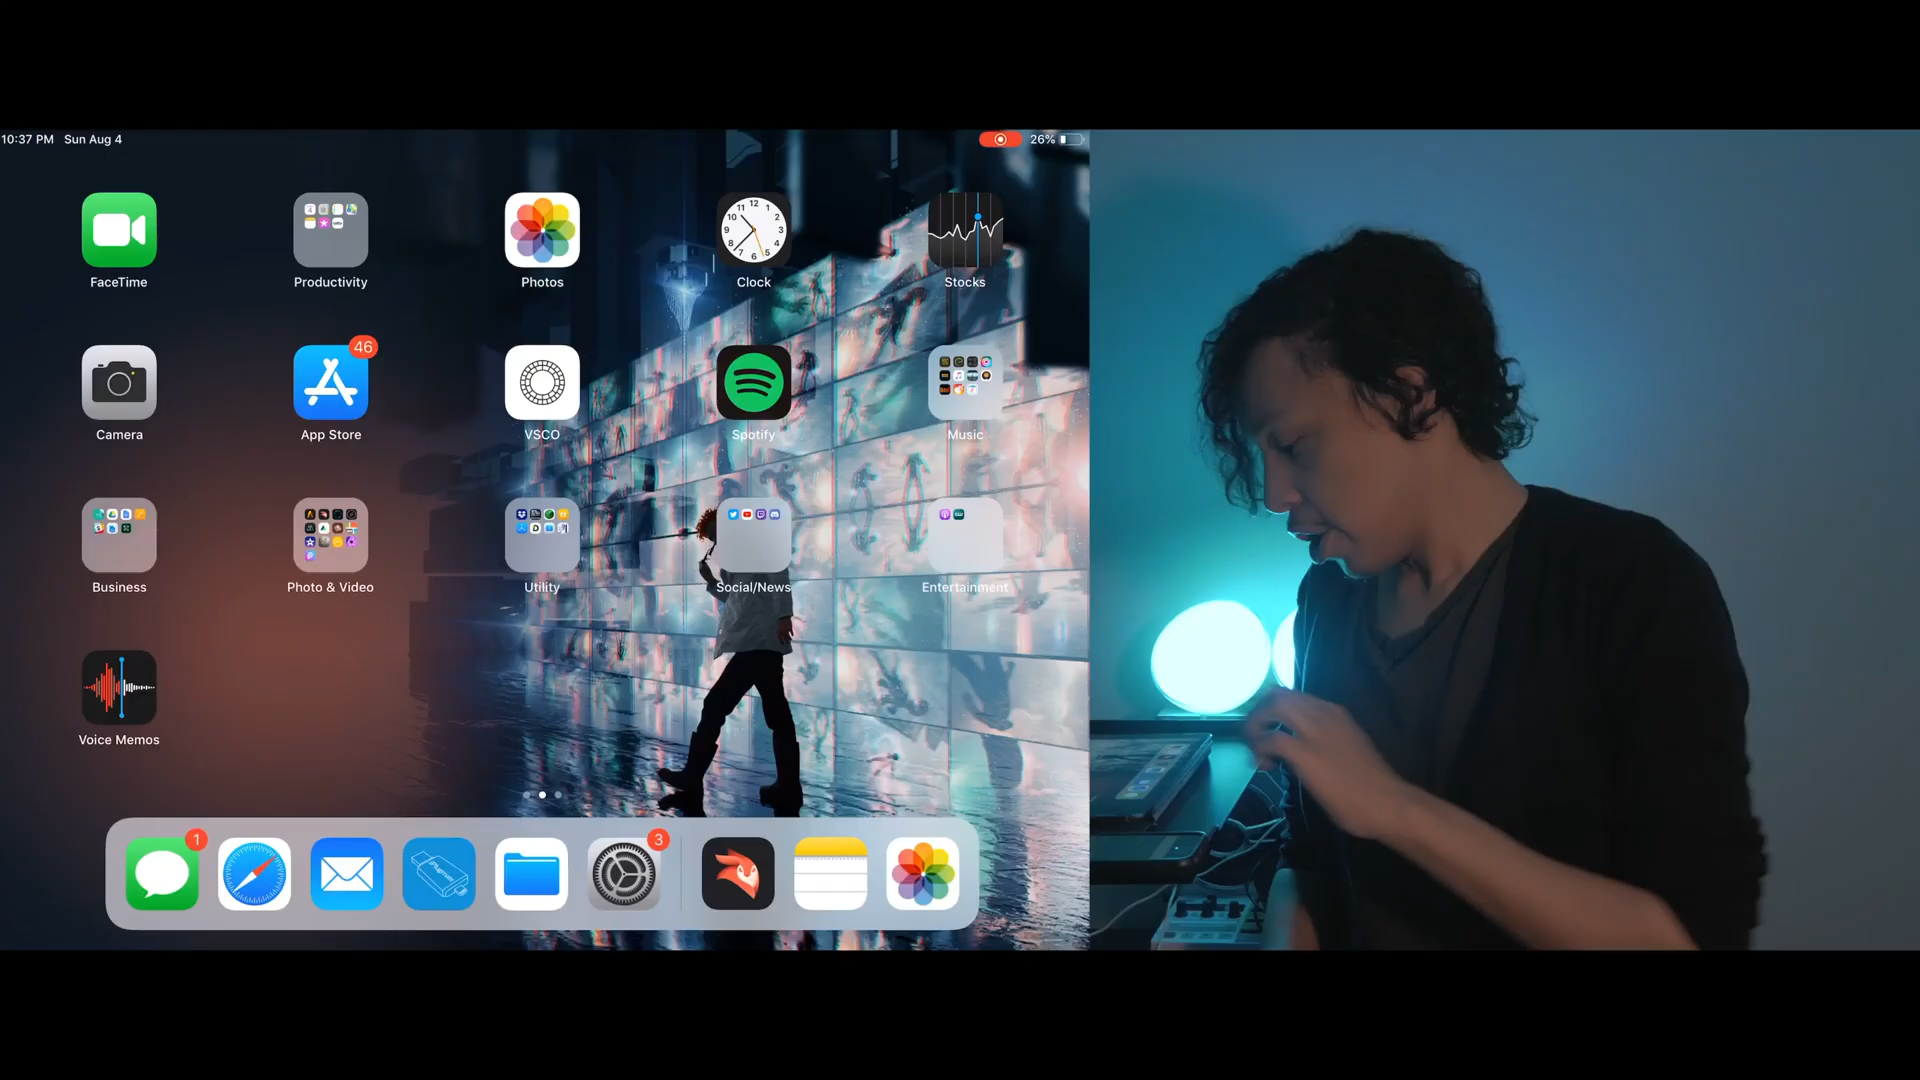 10:37 PM Sun Aug 4
26%
FaceTime
Productivity
Photos
Clock
Stocks
46
Camera
App Store
VSCO
Spotify
Music
Business
Photo & Video
Utility
Social/News
Entertainment
Voice Memos
1
3